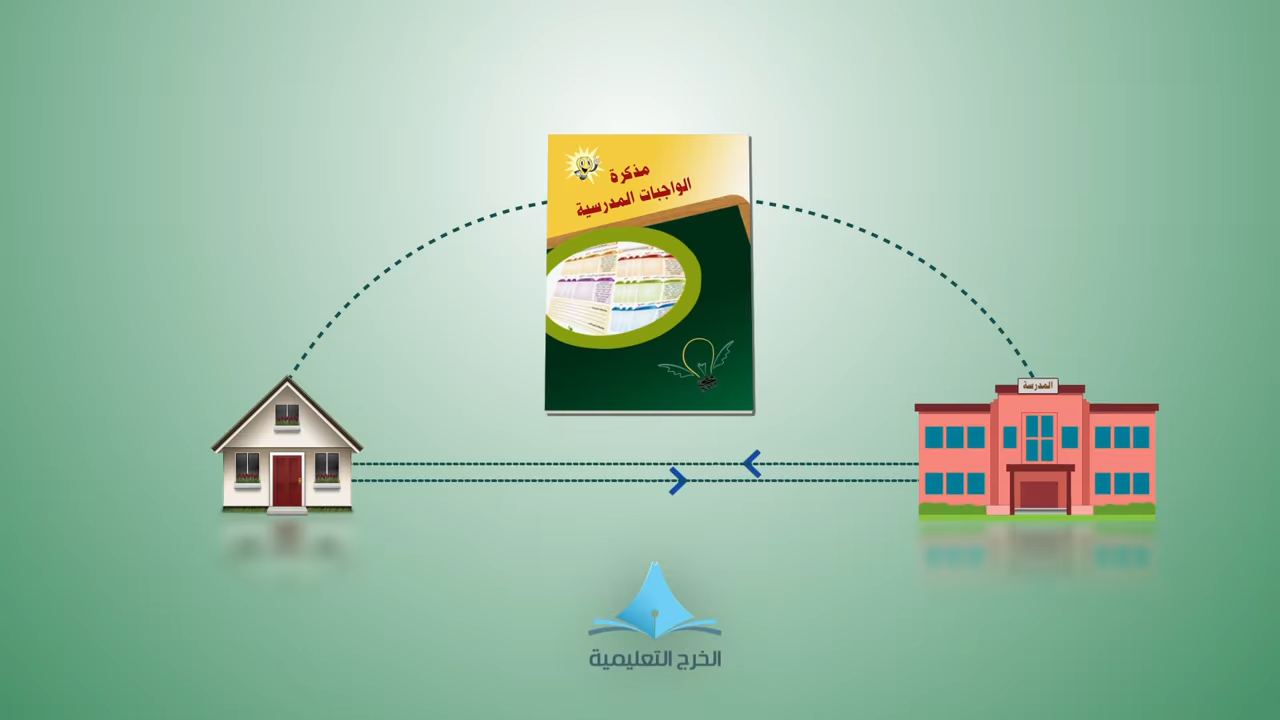 مذكرة
الواجبات المدرسية
المدرسة
الخرج التعليمية